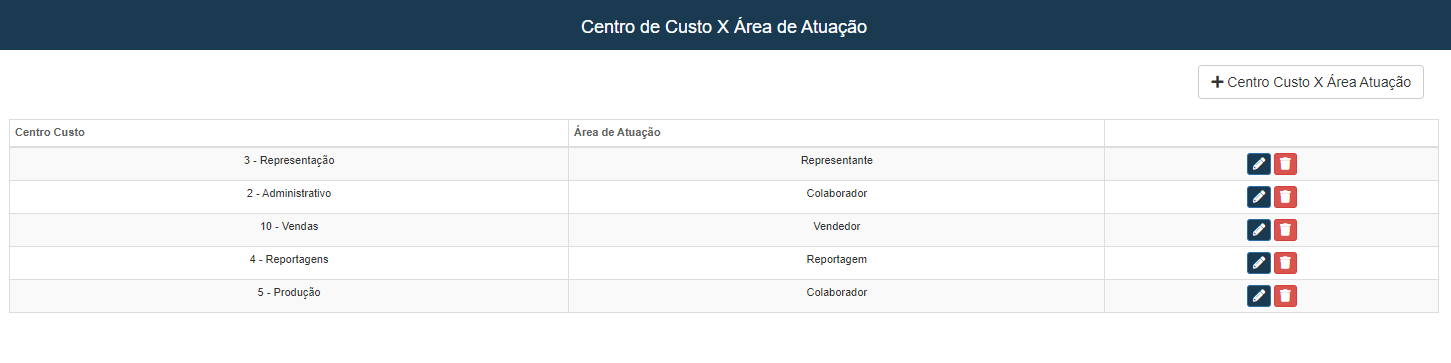 Centro de Custo X Área de Atuação
Centro Custo X Área Atuação
Centro Custo Área de Atuação
3 - Representação Representante
2 - Administrativo Colaborador
10 - Vendas Vendedor
4 - Reportagens Reportagem
5 - Produção Colaborador